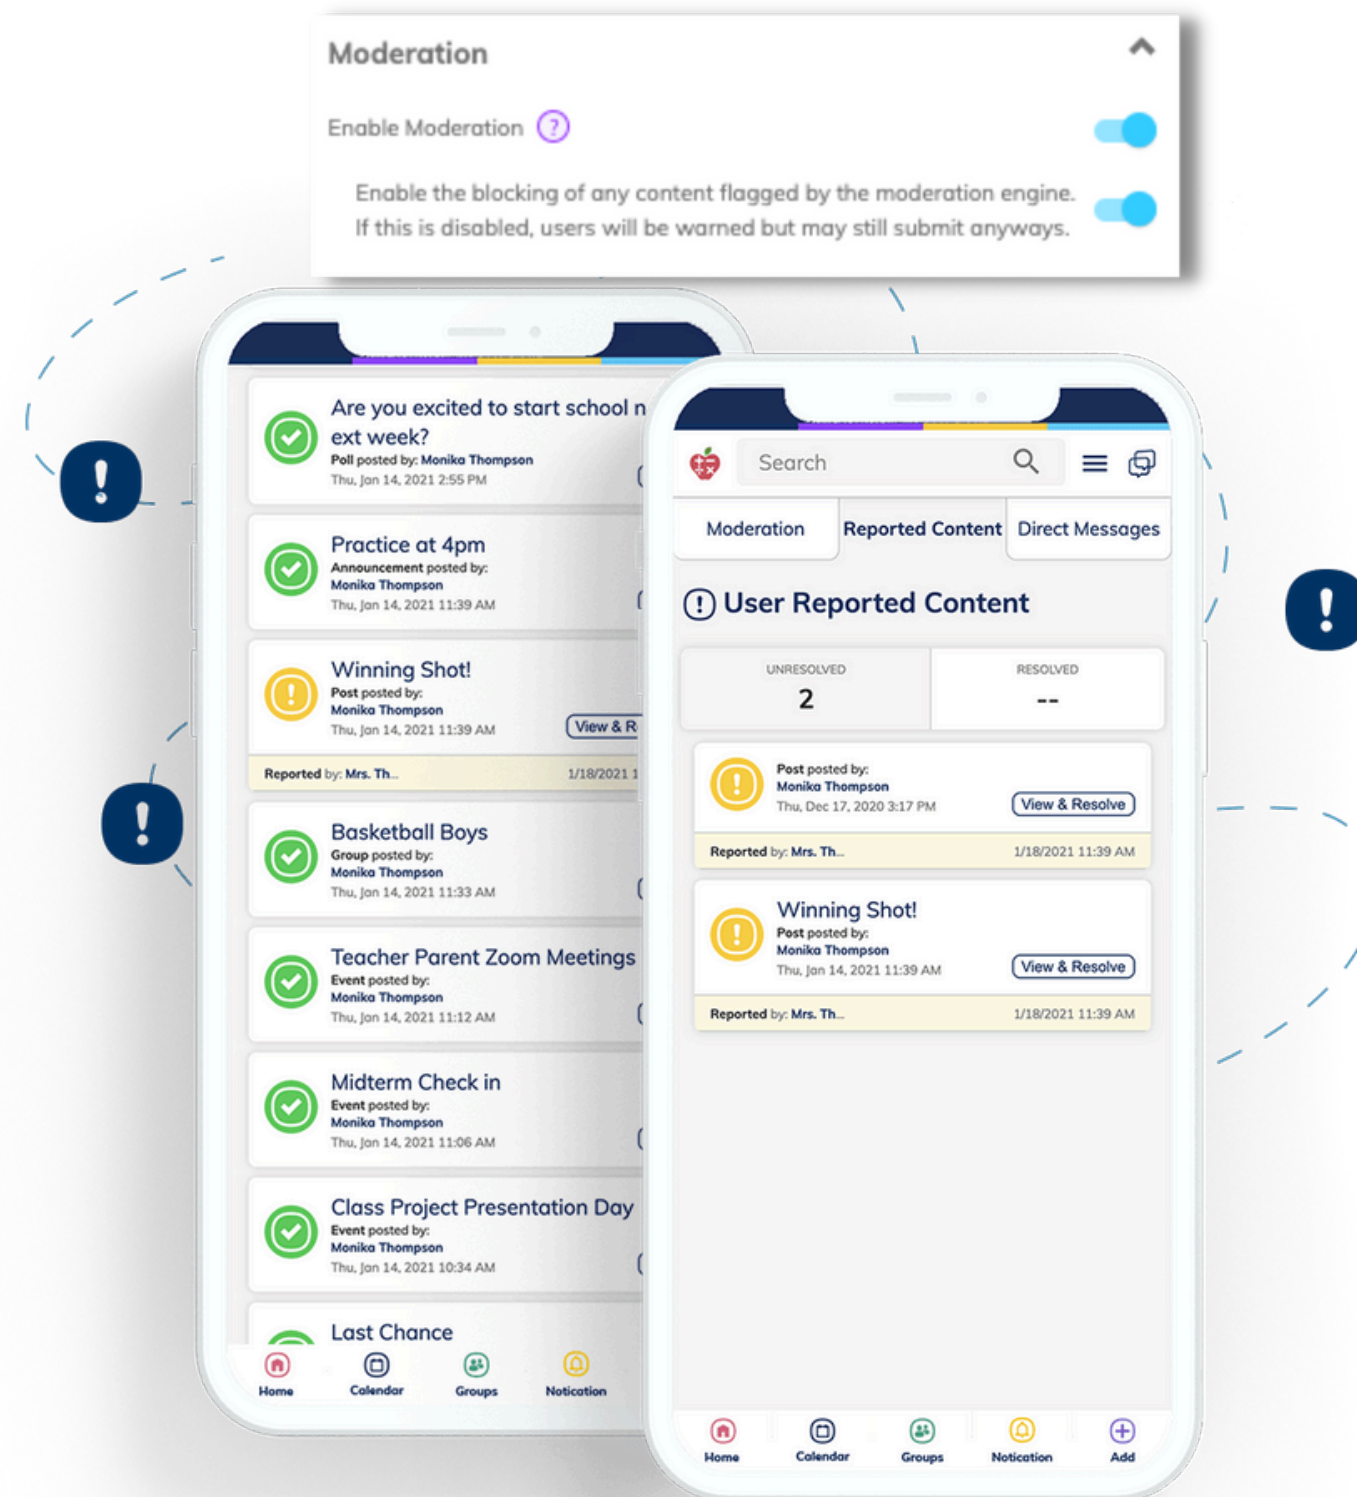 Moderation
Enable Moderation ?
Enable the blocking of any content flagged by the moderation engine.
If this is disabled, users will be warned but may still submit anyways.
Are you excited to start school n
ext week?
Poll posted by: Monika Thompson
Thu, Jan 14, 2021 2:55 PM
Practice at 4pm
Announcement posted by:
Monika Thompson
Thu, Jan 14, 2021 11:39 AM
Winning Shot!
Post posted by:
Monika Thompson
Thu, Jan 14, 2021 11:39 AM
View & R
Reported by: Mrs. Th... 1/18/2021 1
Basketball Boys
Group posted by:
Monika Thompson
Thu, Jan 14, 2021 11:33 AM
Teacher Parent Zoom Meetings
Event posted by:
Monika Thompson
Thu, Jan 14, 2021 11:12 AM
Midterm Check in
Event posted by:
Monika Thompson
Thu, Jan 14, 2021 11:06 AM
Class Project Presentation Day
Event posted by:
Monika Thompson
Thu, Jan 14, 2021 10:34 AM
Last Chance
Home Calendar Groups Notication
Search
Moderation Reported Content Direct Messages
! User Reported Content
UNRESOLVED RESOLVED
2 --
Post posted by:
Monika Thompson
Thu, Dec 17, 2020 3:17 PM
View & Resolve
Reported by: Mrs. Th... 1/18/2021 11:39 AM
Winning Shot!
Post posted by:
Monika Thompson
Thu, Jan 14, 2021 11:39 AM
View & Resolve
Reported by: Mrs. Th... 1/18/2021 11:39 AM
Home Calendar Groups Notication Add